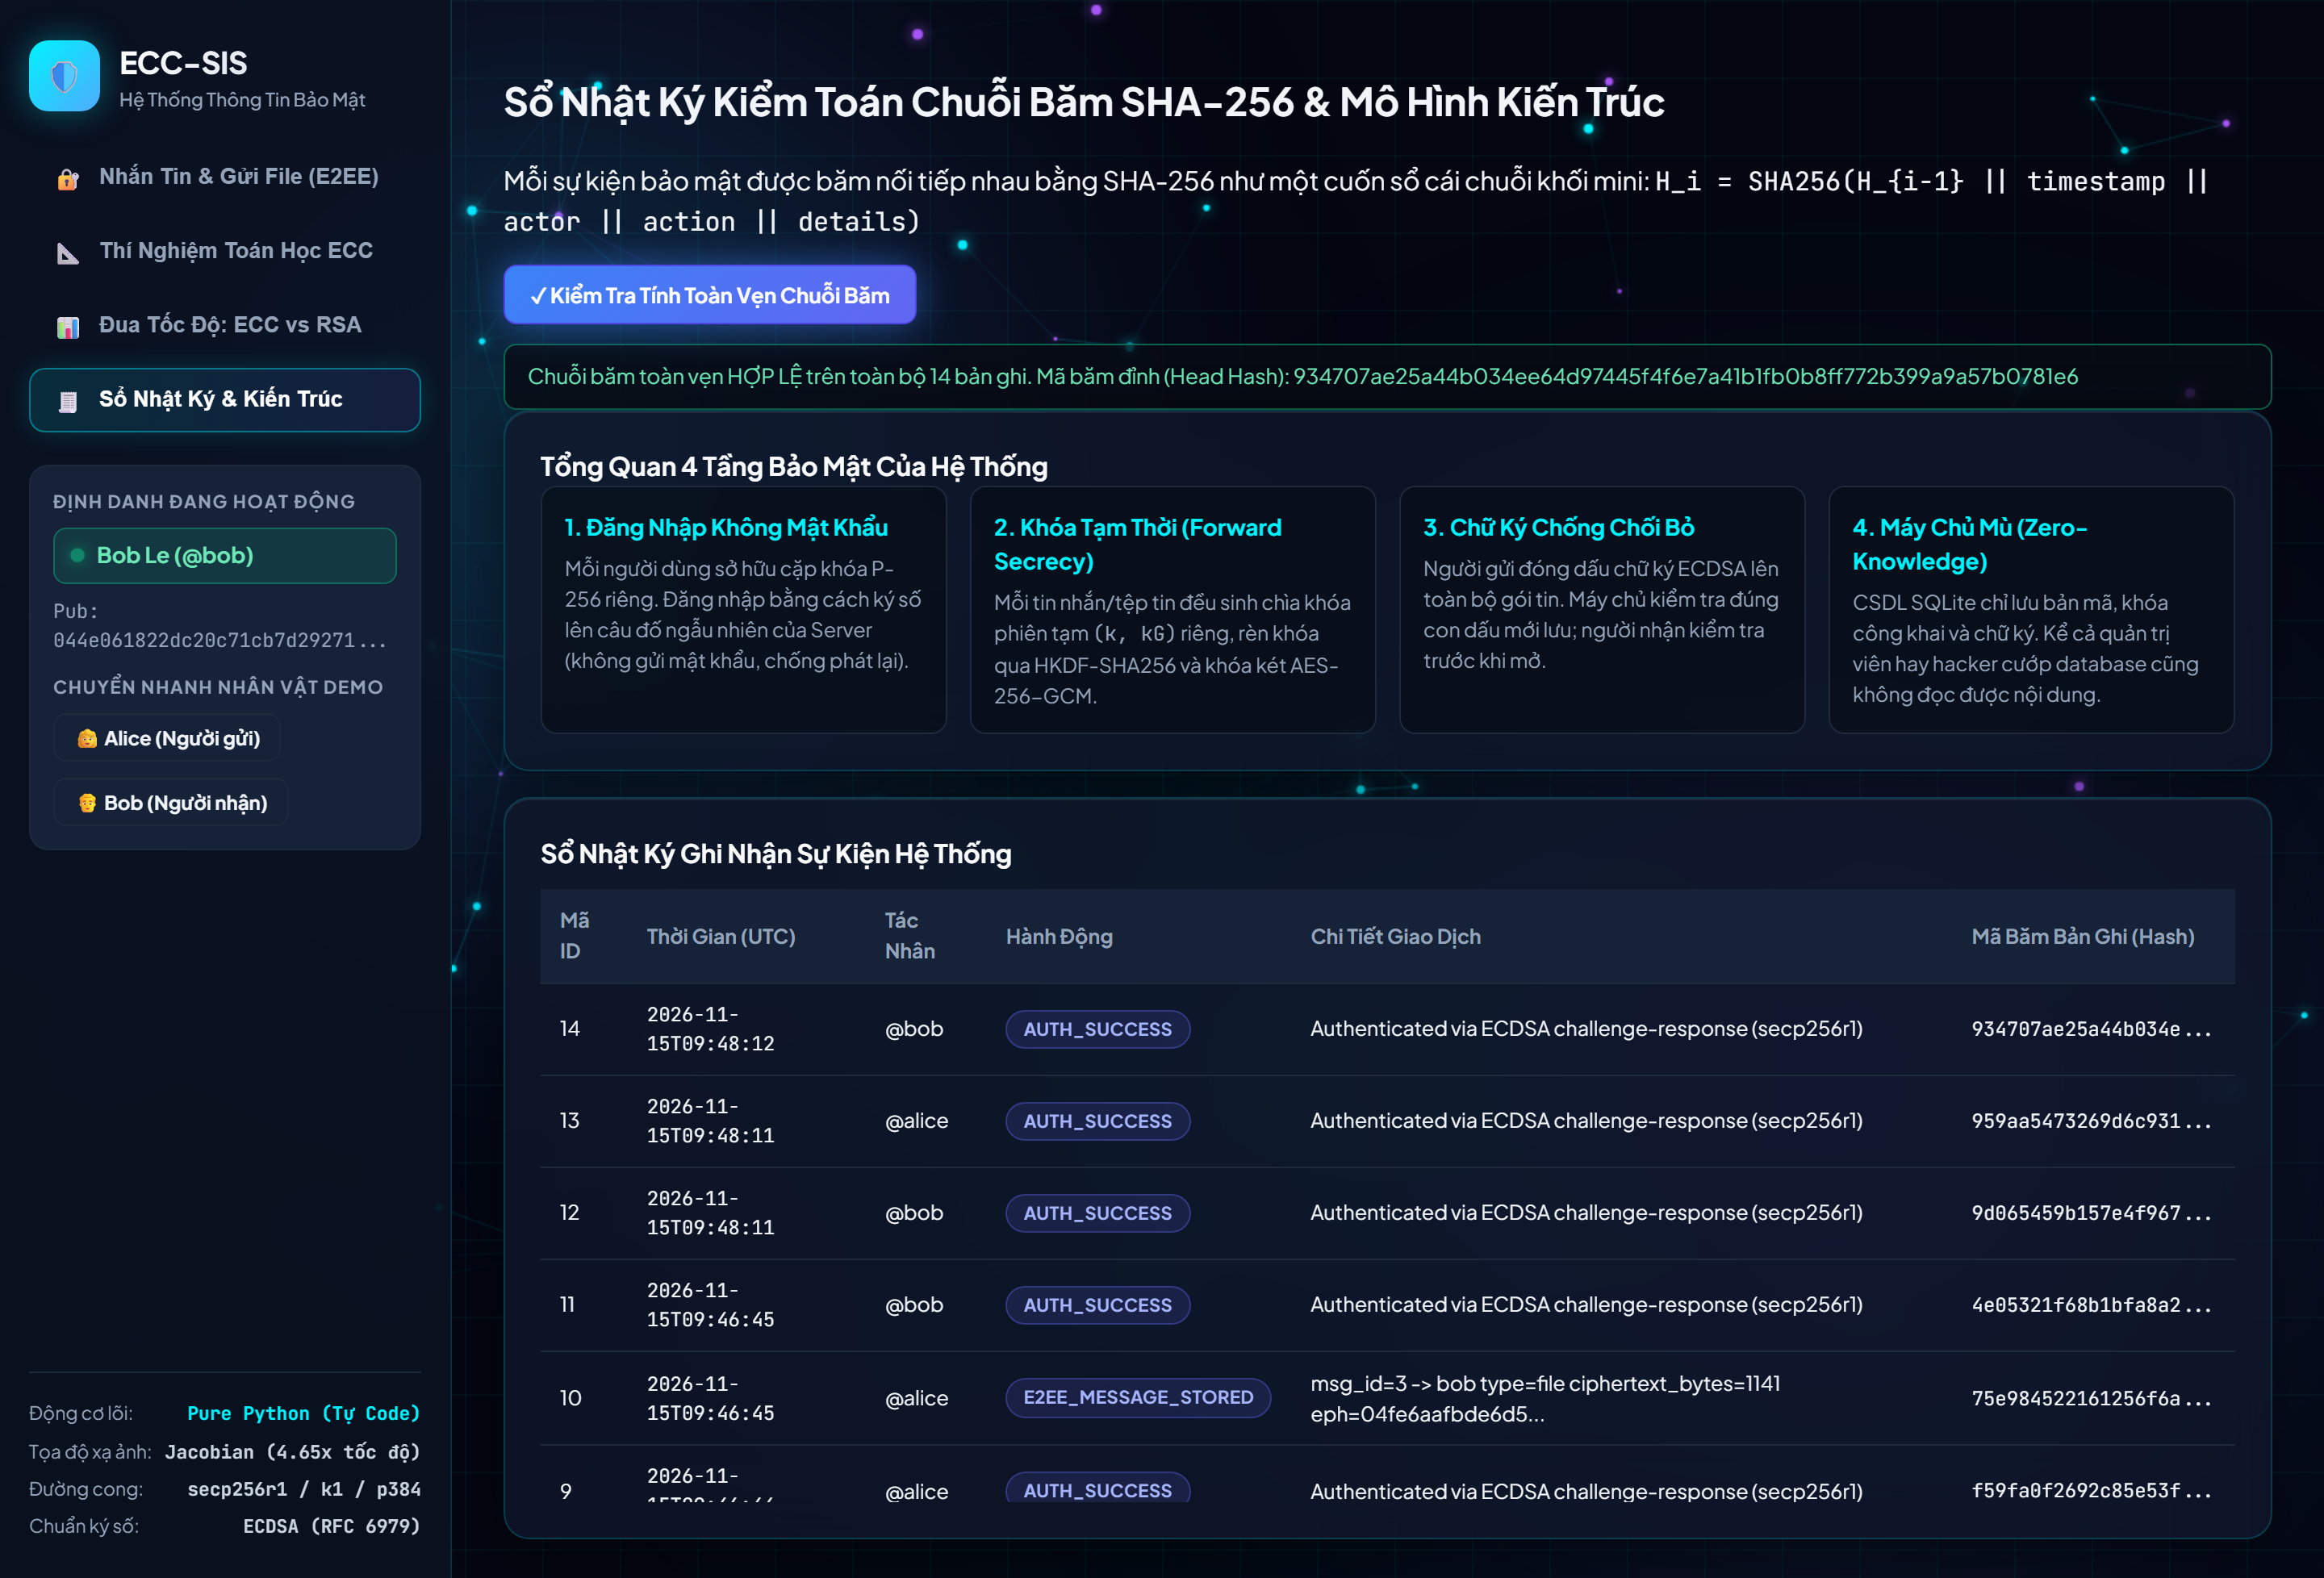 ECC-SIS
Hệ Thống Thông Tin Bảo Mật
Nhắn Tin & Gửi File (E2EE)
Thí Nghiệm Toán Học ECC
Đua Tốc Độ: ECC vs RSA
Sổ Nhật Ký & Kiến Trúc
ĐỊNH DANH ĐANG HOẠT ĐỘNG
Bob Le (@bob)
Pub:
044e061822dc20c71cb7d29271...
CHUYỂN NHANH NHÂN VẬT DEMO
Alice (Người gửi)
Bob (Người nhận)
Động cơ lõi: Pure Python (Tự Code)
Tọa độ xạ ảnh: Jacobian (4.65x tốc độ)
Đường cong: secp256r1 / k1 / p384
Chuẩn ký số: ECDSA (RFC 6979)
Sổ Nhật Ký Kiểm Toán Chuỗi Băm SHA-256 & Mô Hình Kiến Trúc
Mỗi sự kiện bảo mật được băm nối tiếp nhau bằng SHA-256 như một cuốn sổ cái chuỗi khối mini: H_i = SHA256(H_{i-1} || timestamp ||
actor || action || details)
✓ Kiểm Tra Tính Toàn Vẹn Chuỗi Băm
Chuỗi băm toàn vẹn HỢP LỆ trên toàn bộ 14 bản ghi. Mã băm đỉnh (Head Hash): 934707ae25a44b034ee64d97445f4f6e7a41b1fb0b8ff772b399a9a57b0781e6
Tổng Quan 4 Tầng Bảo Mật Của Hệ Thống
1. Đăng Nhập Không Mật Khẩu
Mỗi người dùng sở hữu cặp khóa P-
256 riêng. Đăng nhập bằng cách ký số
lên câu đố ngẫu nhiên của Server
(không gửi mật khẩu, chống phát lại).
2. Khóa Tạm Thời (Forward
Secrecy)
Mỗi tin nhắn/tệp tin đều sinh chìa khóa
phiên tạm (k, kG) riêng, rèn khóa
qua HKDF-SHA256 và khóa két AES-
256-GCM.
3. Chữ Ký Chống Chối Bỏ
Người gửi đóng dấu chữ ký ECDSA lên
toàn bộ gói tin. Máy chủ kiểm tra đúng
con dấu mới lưu; người nhận kiểm tra
trước khi mở.
4. Máy Chủ Mù (Zero-
Knowledge)
CSDL SQLite chỉ lưu bản mã, khóa
công khai và chữ ký. Kể cả quản trị
viên hay hacker cướp database cũng
không đọc được nội dung.
Sổ Nhật Ký Ghi Nhận Sự Kiện Hệ Thống
Mã
ID
Thời Gian (UTC)
Tác
Nhân
Hành Động
Chi Tiết Giao Dịch
Mã Băm Bản Ghi (Hash)
14
2026-11-
15T09:48:12
@bob
AUTH_SUCCESS
Authenticated via ECDSA challenge-response (secp256r1)
934707ae25a44b034e...
13
2026-11-
15T09:48:11
@alice
AUTH_SUCCESS
Authenticated via ECDSA challenge-response (secp256r1)
959aa5473269d6c931...
12
2026-11-
15T09:48:11
@bob
AUTH_SUCCESS
Authenticated via ECDSA challenge-response (secp256r1)
9d065459b157e4f967...
11
2026-11-
15T09:46:45
@bob
AUTH_SUCCESS
Authenticated via ECDSA challenge-response (secp256r1)
4e05321f68b1bfa8a2...
10
2026-11-
15T09:46:45
@alice
E2EE_MESSAGE_STORED
msg_id=3 -> bob type=file ciphertext_bytes=1141
eph=04fe6aafbde6d5...
75e984522161256f6a...
9
2026-11-
@alice
AUTH_SUCCESS
Authenticated via ECDSA challenge-response (secp256r1)
f59fa0f2692c85e53f...